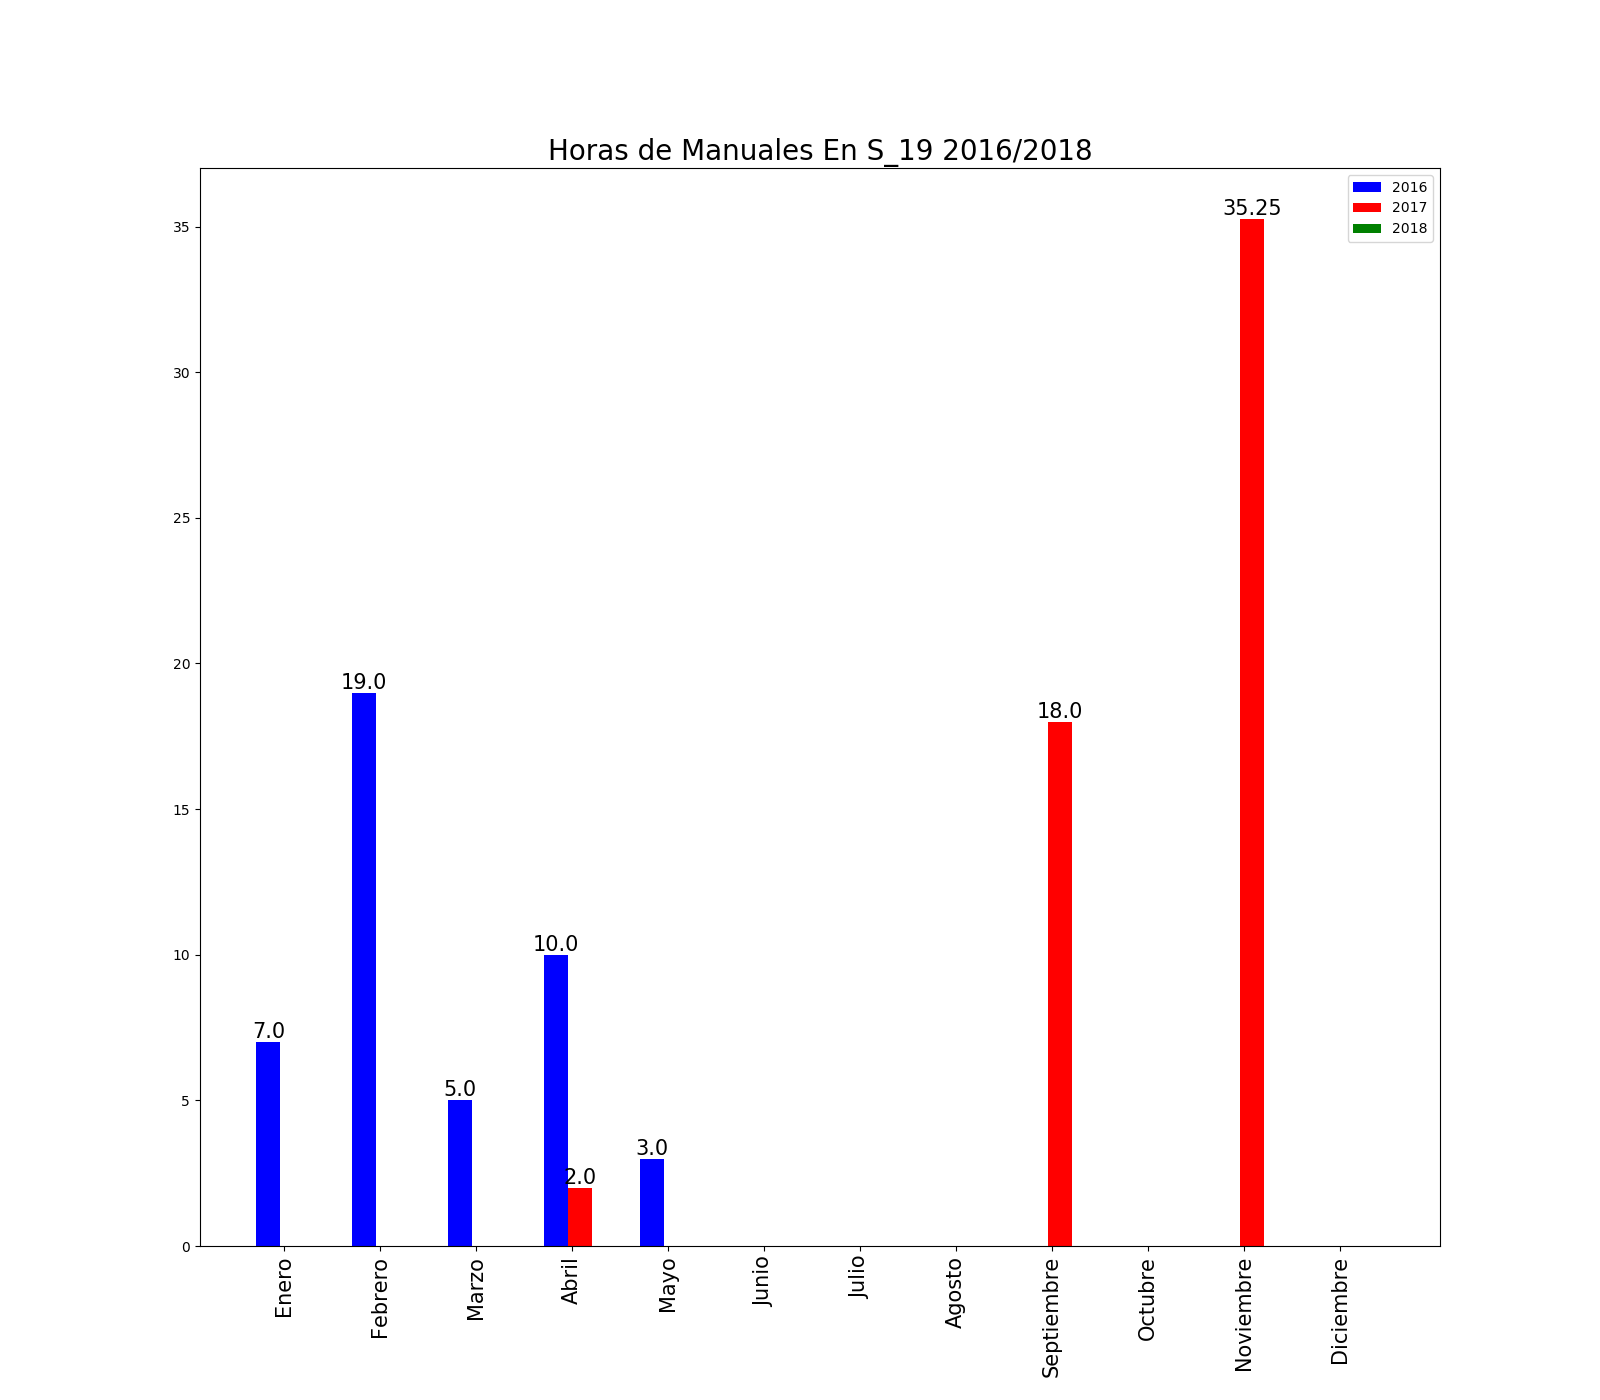 Horas de Manuales En S_19 2016/2018
2016
2017
2018
35
30
25
20
15
10
5
0
7.0
19.0
5.0
10.0
2.0
3.0
18.0
35.25
Enero
Febrero
Marzo
Abril
Mayo
Junio
Julio
Agosto
Septiembre
Octubre
Noviembre
Diciembre